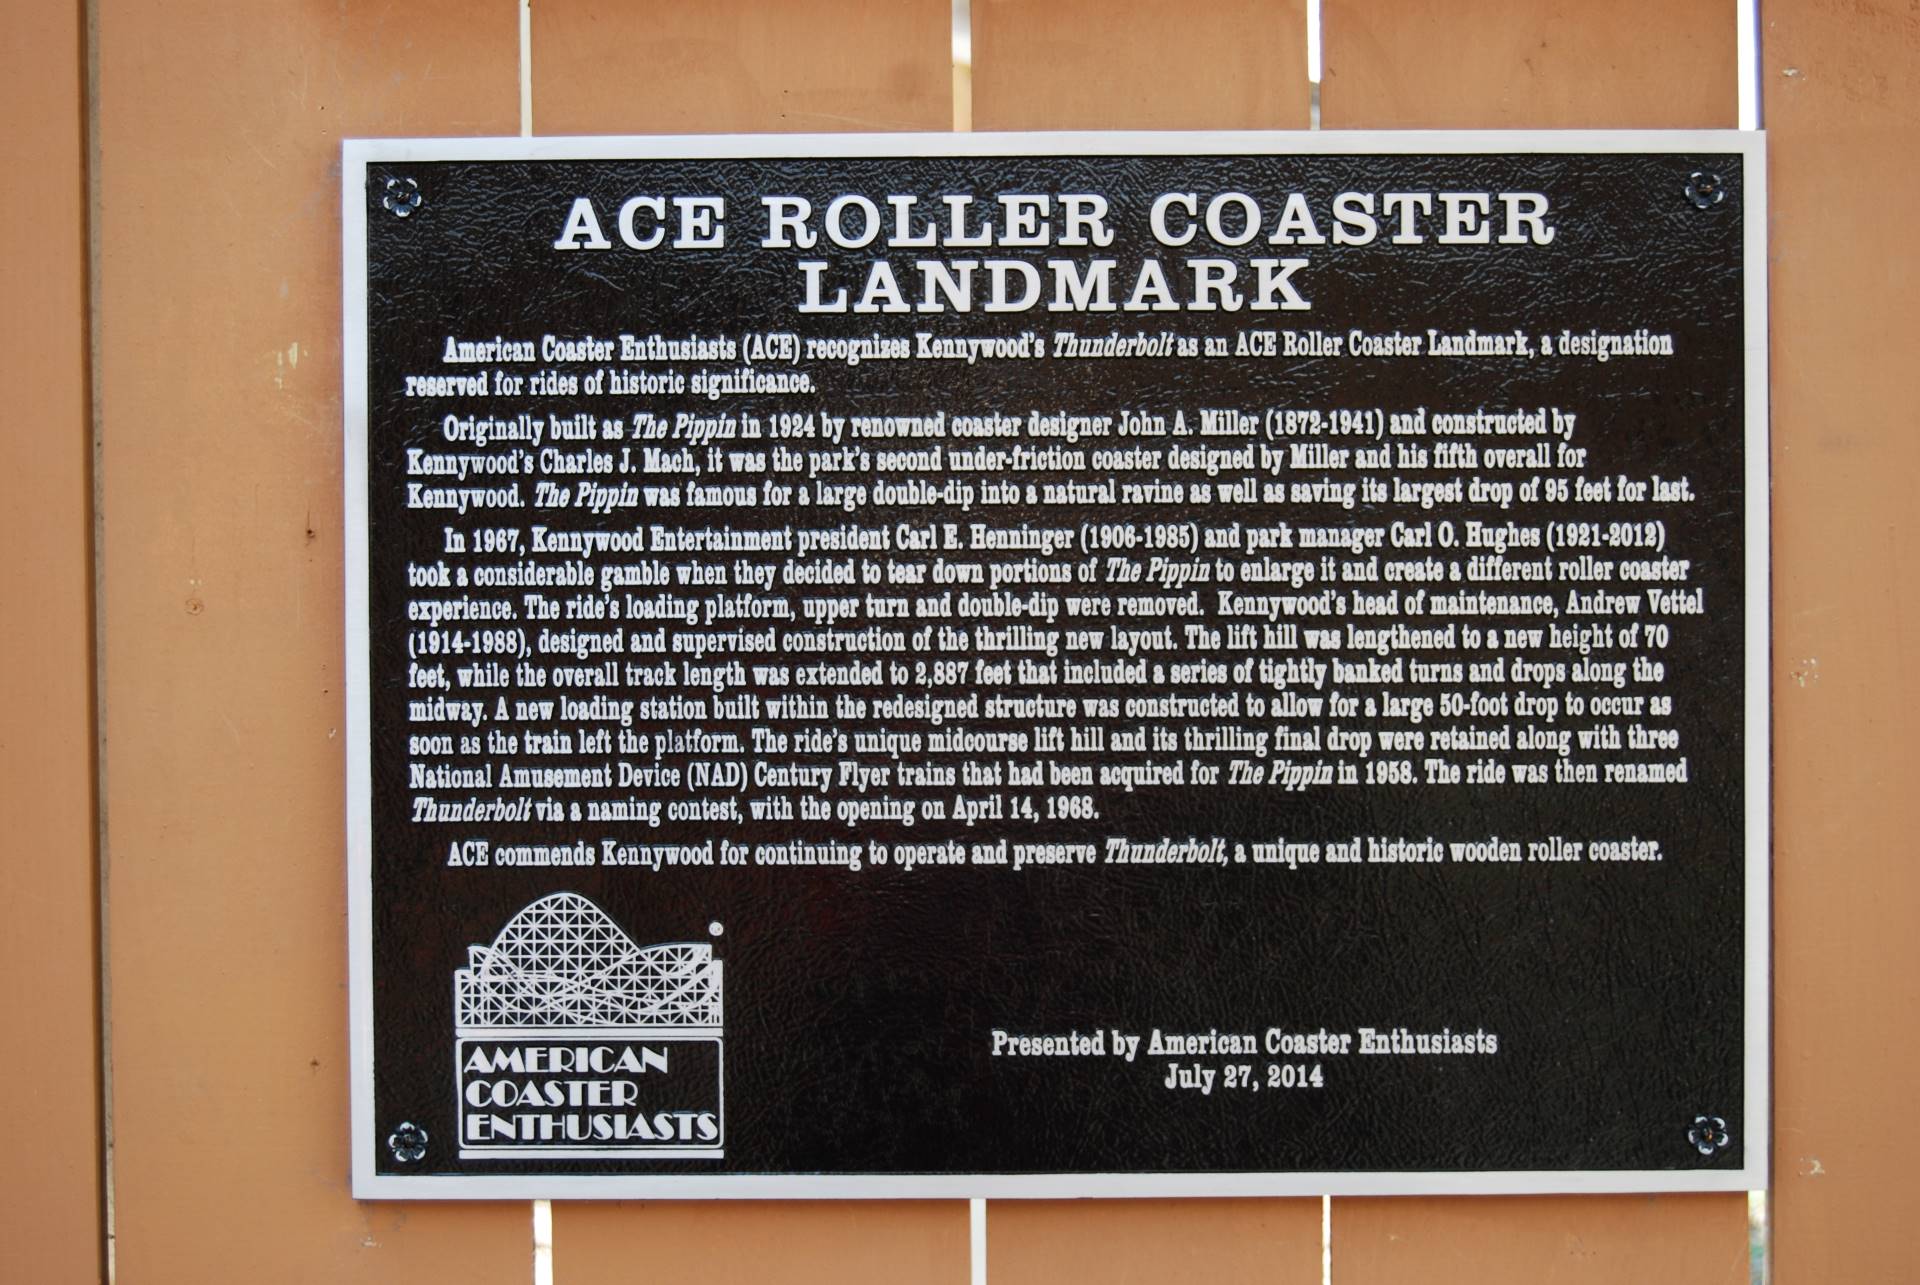 ACE ROLLER COASTER
LANDMARK
American Coaster Enthusiasts (ACE) recognizes Kennywood's Thunderbolt as an ACE Roller Coaster Landmark, a designation
reserved for rides of historic significance.
Originally built as The Pippin in 1924 by renowned coaster designer John A. Miller (1872-1941) and constructed by
Kennywood's Charles J. Mach, it was the park's second under-friction coaster designed by Miller and his fifth overall for
Kennywood. The Pippin was famous for a large double-dip into a natural ravine as well as saving its largest drop of 95 feet for last.
In 1967, Kennywood Entertainment president Carl E. Henninger (1906-1985) and park manager Carl O. Hughes (1921-2012)
took a considerable gamble when they decided to tear down portions of The Pippin to enlarge it and create a different roller coaster
experience. The ride's loading platform, upper turn and double-dip were removed. Kennywood's head of maintenance, Andrew Vettel
(1914-1988), designed and supervised construction of the thrilling new layout. The lift hill was lengthened to a new height of 70
feet, while the overall track length was extended to 2,887 feet that included a series of tightly banked turns and drops along the
midway. A new loading station built within the redesigned structure was constructed to allow for a large 50-foot drop to occur as
soon as the train left the platform. The ride's unique midcourse lift hill and its thrilling final drop were retained along with three
National Amusement Device (NAD) Century Flyer trains that had been acquired for The Pippin in 1958. The ride was then renamed
Thunderbolt via a naming contest, with the opening on April 14, 1968.
ACE commends Kennywood for continuing to operate and preserve Thunderbolt, a unique and historic wooden roller coaster.
AMERICAN
COASTER
ENTHUSIASTS
Presented by American Coaster Enthusiasts
July 27, 2014